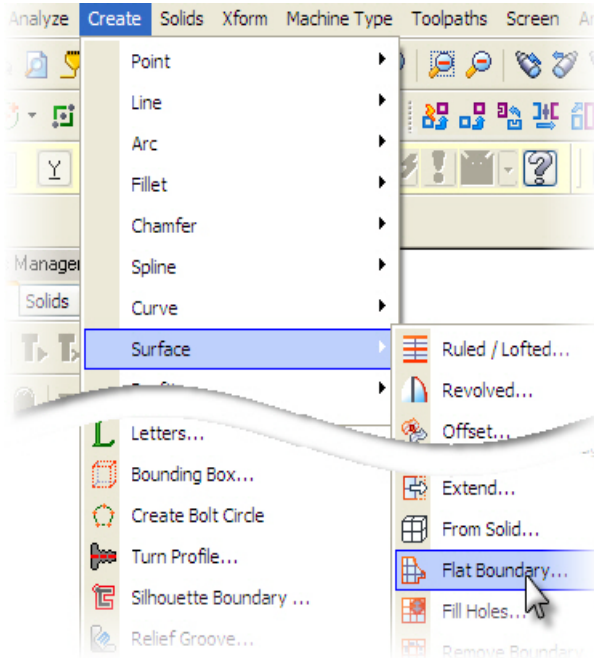 Analyze Create Solids Xform Machine Type Toolpaths Screen
Point
Line
Arc
Y
Fillet
Chamfer
Manager
Spline
Solids
Curve
Surface
Ruled / Lofted...
Revolved...
Offset...
Letters...
Bounding Box...
Extend...
Create Bolt Circle
From Solid...
Turn Profile...
Flat Boundary...
Silhouette Boundary ...
Fill Holes...
Relief Groove...
Remove Boundary